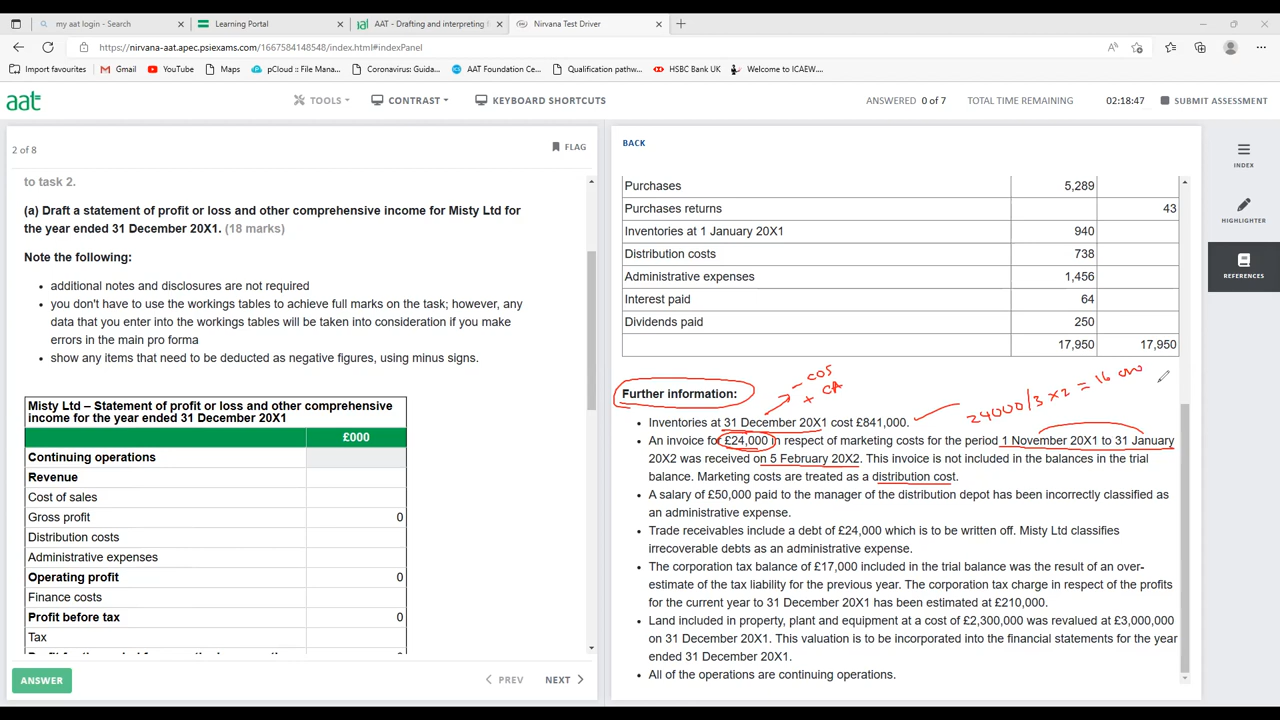 my aat login - Search
Learning Portal
AAT - Drafting and interpreting f
Nirvana Test Driver
https://nirvana-aat.apec.psiexams.com/1667584148548/index.html#indexPanel
Import favourites
Gmail
YouTube
Maps
pCloud :: File Mana...
Coronavirus: Guida...
AAT Foundation Ce...
Qualification pathw...
HSBC Bank UK
Welcome to ICAEW....
aat
TOOLS
CONTRAST
KEYBOARD SHORTCUTS
ANSWERED 0 of 7
TOTAL TIME REMAINING
02:18:47
SUBMIT ASSESSMENT
2 of 8
FLAG
to task 2.
(a) Draft a statement of profit or loss and other comprehensive income for Misty Ltd for
the year ended 31 December 20X1. (18 marks)
Note the following:
• additional notes and disclosures are not required
• you don't have to use the workings tables to achieve full marks on the task; however, any
data that you enter into the workings tables will be taken into consideration if you make
errors in the main pro forma
• show any items that need to be deducted as negative figures, using minus signs.
Misty Ltd – Statement of profit or loss and other comprehensive
income for the year ended 31 December 20X1
£000
Continuing operations
Revenue
Cost of sales
Gross profit 0
Distribution costs
Administrative expenses
Operating profit 0
Finance costs
Profit before tax 0
Tax
ANSWER
PREV
NEXT
BACK
Purchases 5,289
Purchases returns 43
Inventories at 1 January 20X1 940
Distribution costs 738
Administrative expenses 1,456
Interest paid 64
Dividends paid 250
17,950 17,950
- COS
+ CA
24000/3 × 2 = 16 000
Further information:
• Inventories at 31 December 20X1 cost £841,000.
• An invoice for £24,000 in respect of marketing costs for the period 1 November 20X1 to 31 January
20X2 was received on 5 February 20X2. This invoice is not included in the balances in the trial
balance. Marketing costs are treated as a distribution cost.
• A salary of £50,000 paid to the manager of the distribution depot has been incorrectly classified as
an administrative expense.
• Trade receivables include a debt of £24,000 which is to be written off. Misty Ltd classifies
irrecoverable debts as an administrative expense.
• The corporation tax balance of £17,000 included in the trial balance was the result of an over-
estimate of the tax liability for the previous year. The corporation tax charge in respect of the profits
for the current year to 31 December 20X1 has been estimated at £210,000.
• Land included in property, plant and equipment at a cost of £2,300,000 was revalued at £3,000,000
on 31 December 20X1. This valuation is to be incorporated into the financial statements for the year
ended 31 December 20X1.
• All of the operations are continuing operations.
INDEX
HIGHLIGHTER
REFERENCES